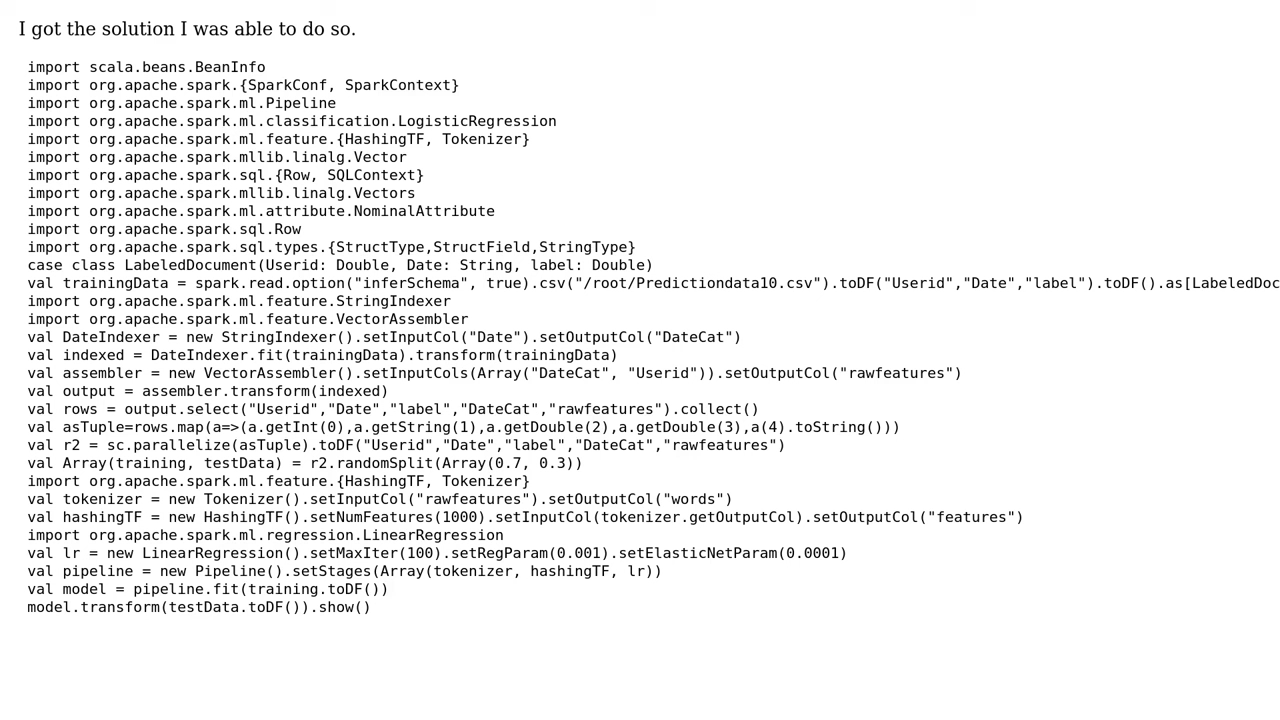 I got the solution I was able to do so.
import scala.beans.BeanInfo
import org.apache.spark.{SparkConf, SparkContext}
import org.apache.spark.ml.Pipeline
import org.apache.spark.ml.classification.LogisticRegression
import org.apache.spark.ml.feature.{HashingTF, Tokenizer}
import org.apache.spark.mllib.linalg.Vector
import org.apache.spark.sql.{Row, SQLContext}
import org.apache.spark.mllib.linalg.Vectors
import org.apache.spark.ml.attribute.NominalAttribute
import org.apache.spark.sql.Row
import org.apache.spark.sql.types.{StructType,StructField,StringType}
case class LabeledDocument(Userid: Double, Date: String, label: Double)
val trainingData = spark.read.option("inferSchema", true).csv("/root/Predictiondata10.csv").toDF("Userid","Date","label").toDF().as[LabeledDoc
import org.apache.spark.ml.feature.StringIndexer
import org.apache.spark.ml.feature.VectorAssembler
val DateIndexer = new StringIndexer().setInputCol("Date").setOutputCol("DateCat")
val indexed = DateIndexer.fit(trainingData).transform(trainingData)
val assembler = new VectorAssembler().setInputCols(Array("DateCat", "Userid")).setOutputCol("rawfeatures")
val output = assembler.transform(indexed)
val rows = output.select("Userid","Date","label","DateCat","rawfeatures").collect()
val asTuple=rows.map(a=>(a.getInt(0),a.getString(1),a.getDouble(2),a.getDouble(3),a(4).toString()))
val r2 = sc.parallelize(asTuple).toDF("Userid","Date","label","DateCat","rawfeatures")
val Array(training, testData) = r2.randomSplit(Array(0.7, 0.3))
import org.apache.spark.ml.feature.{HashingTF, Tokenizer}
val tokenizer = new Tokenizer().setInputCol("rawfeatures").setOutputCol("words")
val hashingTF = new HashingTF().setNumFeatures(1000).setInputCol(tokenizer.getOutputCol).setOutputCol("features")
import org.apache.spark.ml.regression.LinearRegression
val lr = new LinearRegression().setMaxIter(100).setRegParam(0.001).setElasticNetParam(0.0001)
val pipeline = new Pipeline().setStages(Array(tokenizer, hashingTF, lr))
val model = pipeline.fit(training.toDF())
model.transform(testData.toDF()).show()